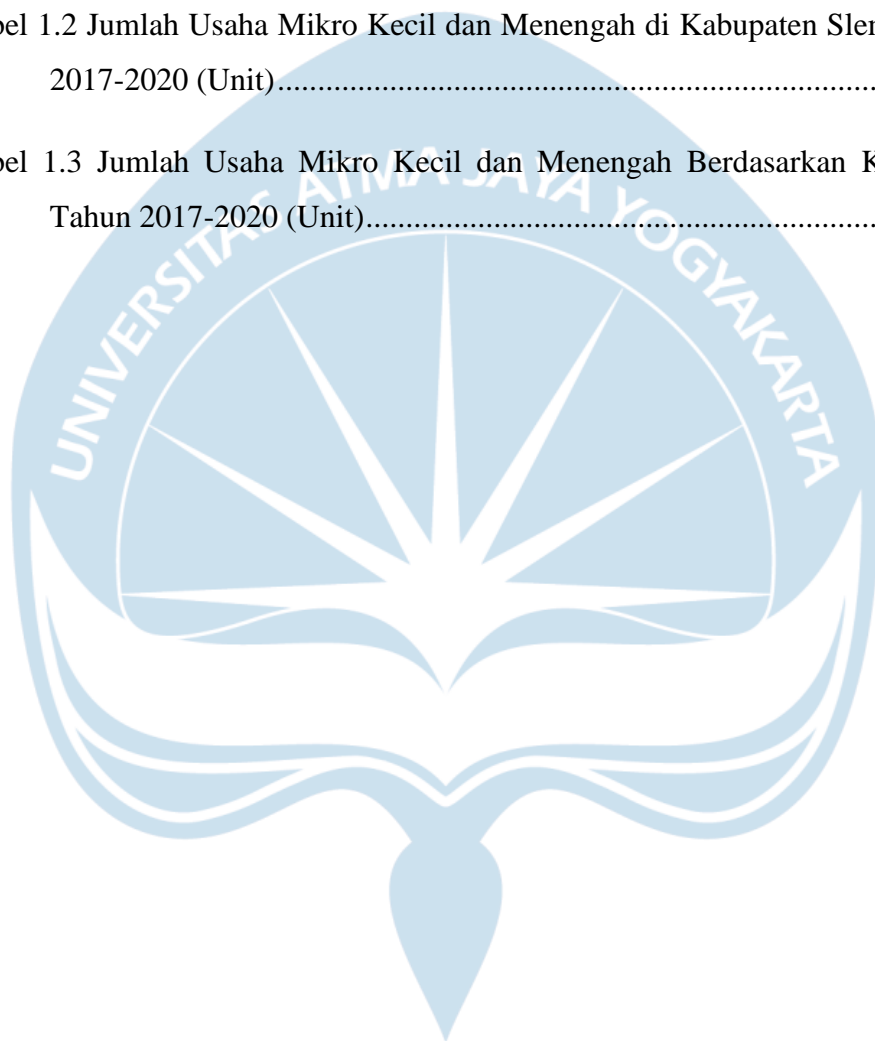 bel 1.2 Jumlah Usaha Mikro Kecil dan Menengah di Kabupaten Sler
2017-2020 (Unit)........................................................................
bel 1.3 Jumlah Usaha Mikro Kecil dan Menengah Berdasarkan K
Tahun 2017-2020 (Unit)..............................................................
UNIVERSITAS ATMA JAYA YOGYAKARTA